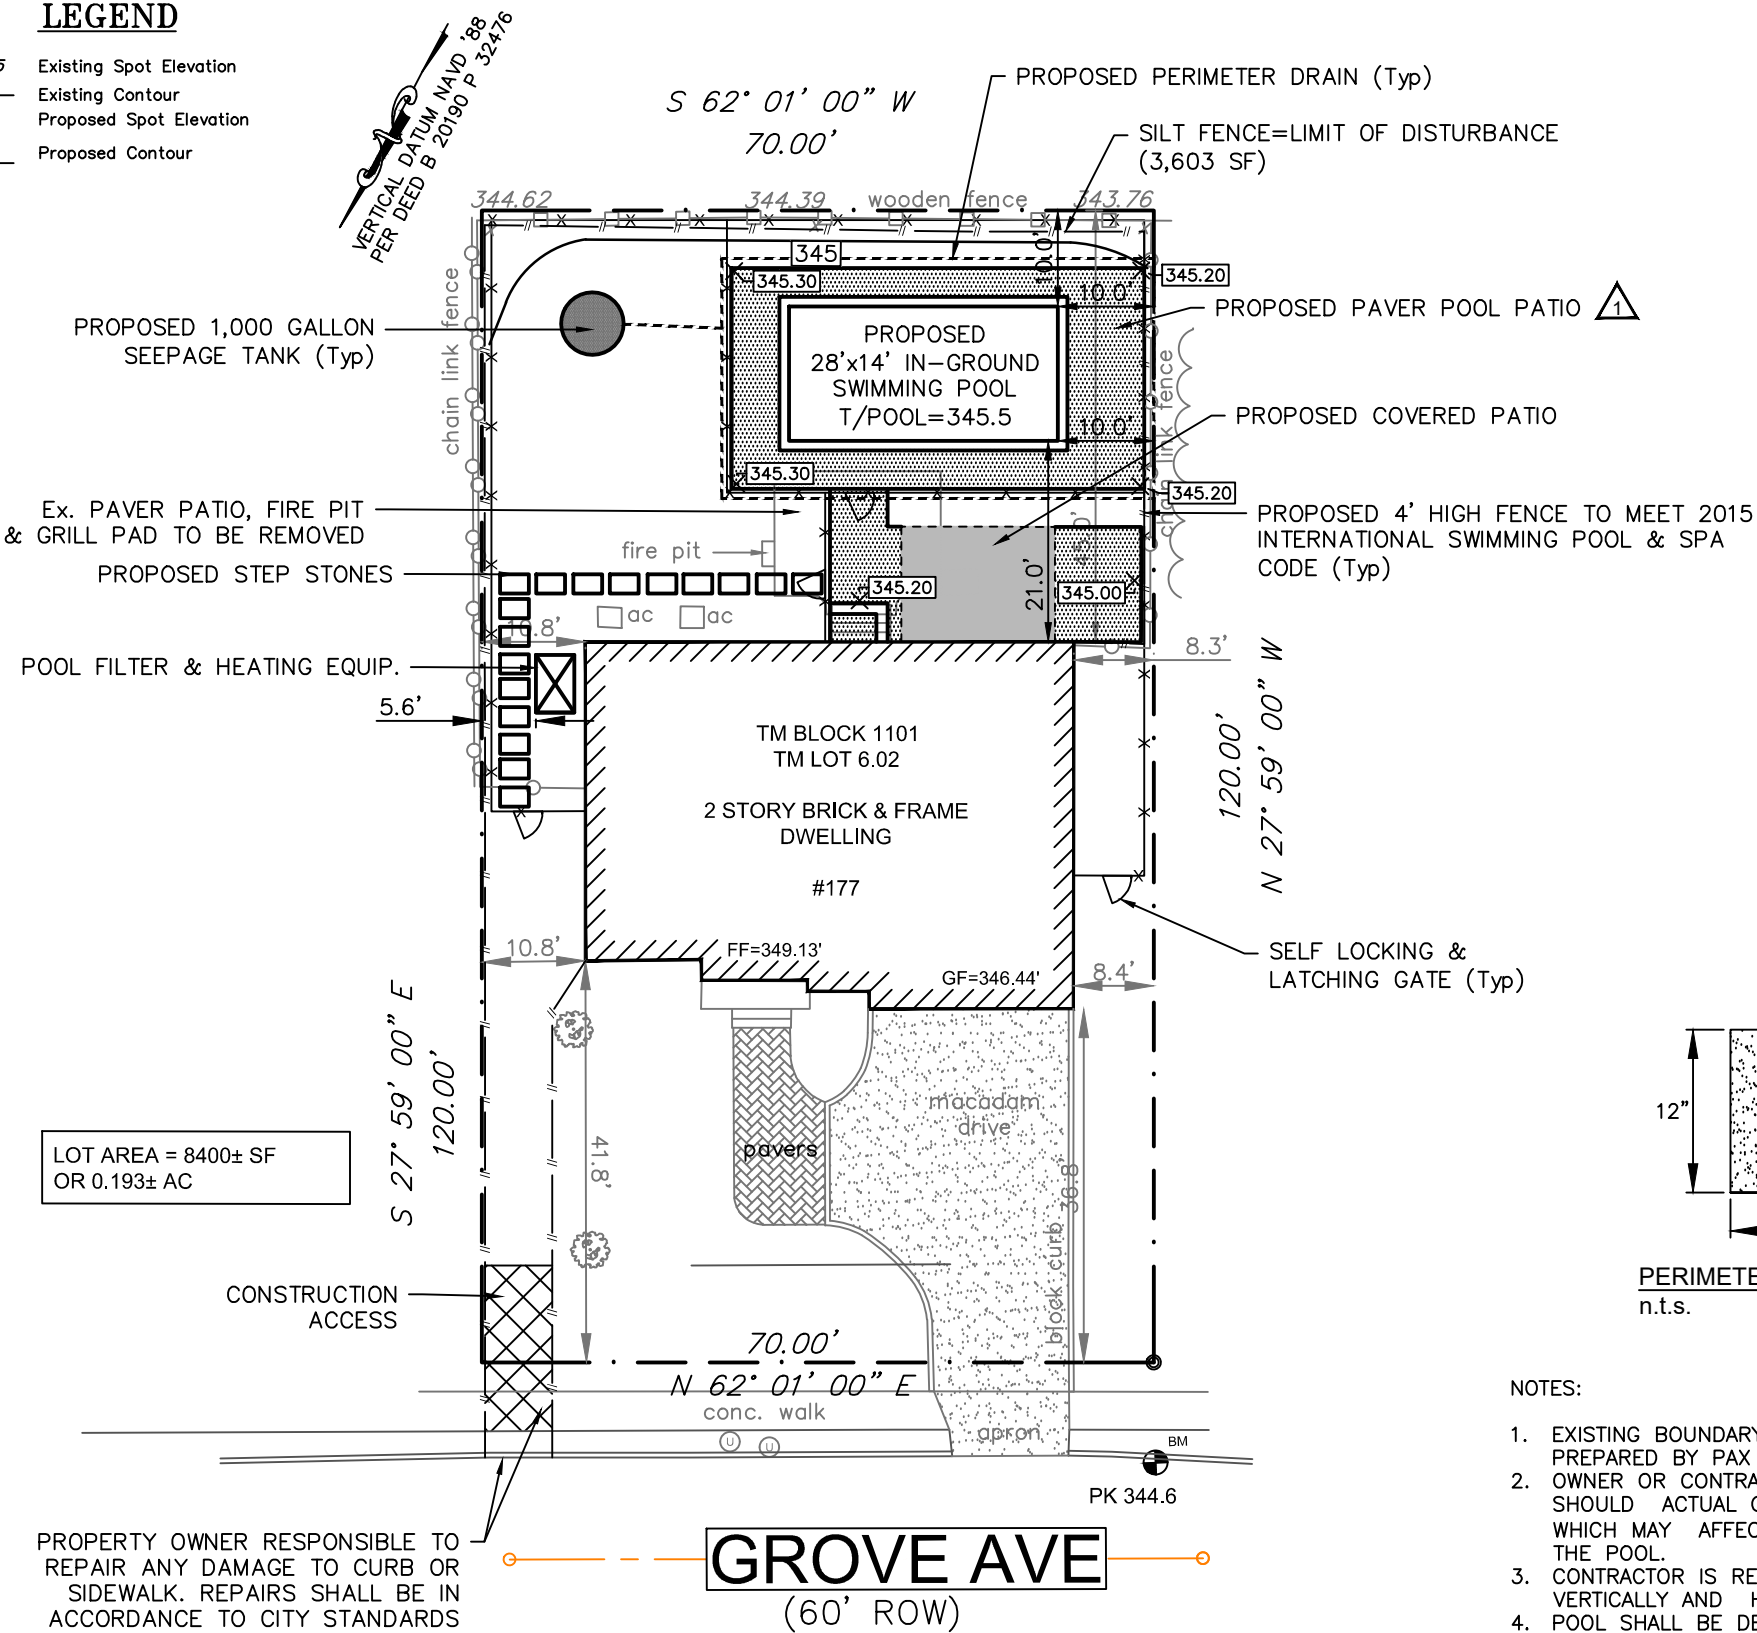 LEGEND
5 Existing Spot Elevation
Existing Contour
Proposed Spot Elevation
Proposed Contour
VERTICAL DATUM NAVD '88
PER DEED B 20190 P 32476
S 62° 01' 00" W
70.00'
PROPOSED PERIMETER DRAIN (Typ)
SILT FENCE=LIMIT OF DISTURBANCE
(3,603 SF)
344.62
344.39
wooden fence
343.76
345
345.30
10.0'
345.20
10.0'
PROPOSED PAVER POOL PATIO
1
PROPOSED 1,000 GALLON
SEEPAGE TANK (Typ)
chain link fence
PROPOSED
28'x14' IN-GROUND
SWIMMING POOL
T/POOL=345.5
chain link fence
10.0'
PROPOSED COVERED PATIO
345.30
345.20
Ex. PAVER PATIO, FIRE PIT
& GRILL PAD TO BE REMOVED
PROPOSED 4' HIGH FENCE TO MEET 2015
INTERNATIONAL SWIMMING POOL & SPA
CODE (Typ)
fire pit
PROPOSED STEP STONES
345.20
21.0'
345.00
ac
ac
10.8'
8.3'
POOL FILTER & HEATING EQUIP.
5.6'
TM BLOCK 1101
TM LOT 6.02
2 STORY BRICK & FRAME
DWELLING
#177
120.00'
N 27° 59' 00" W
FF=349.13'
GF=346.44'
10.8'
8.4'
SELF LOCKING &
LATCHING GATE (Typ)
S 27° 59' 00" E
120.00'
12"
macadam
drive
pavers
41.8'
36.8'
block curb
LOT AREA = 8400± SF
OR 0.193± AC
CONSTRUCTION
ACCESS
PERIMETE
n.t.s.
70.00'
N 62° 01' 00" E
conc. walk
apron
U
U
BM
PK 344.6
PROPERTY OWNER RESPONSIBLE TO
REPAIR ANY DAMAGE TO CURB OR
SIDEWALK. REPAIRS SHALL BE IN
ACCORDANCE TO CITY STANDARDS
GROVE AVE
(60' ROW)
NOTES:
1. EXISTING BOUNDARY
PREPARED BY PAX
2. OWNER OR CONTRA
SHOULD ACTUAL
WHICH MAY AFFEC
THE POOL.
3. CONTRACTOR IS RE
VERTICALLY AND
4. POOL SHALL BE DE